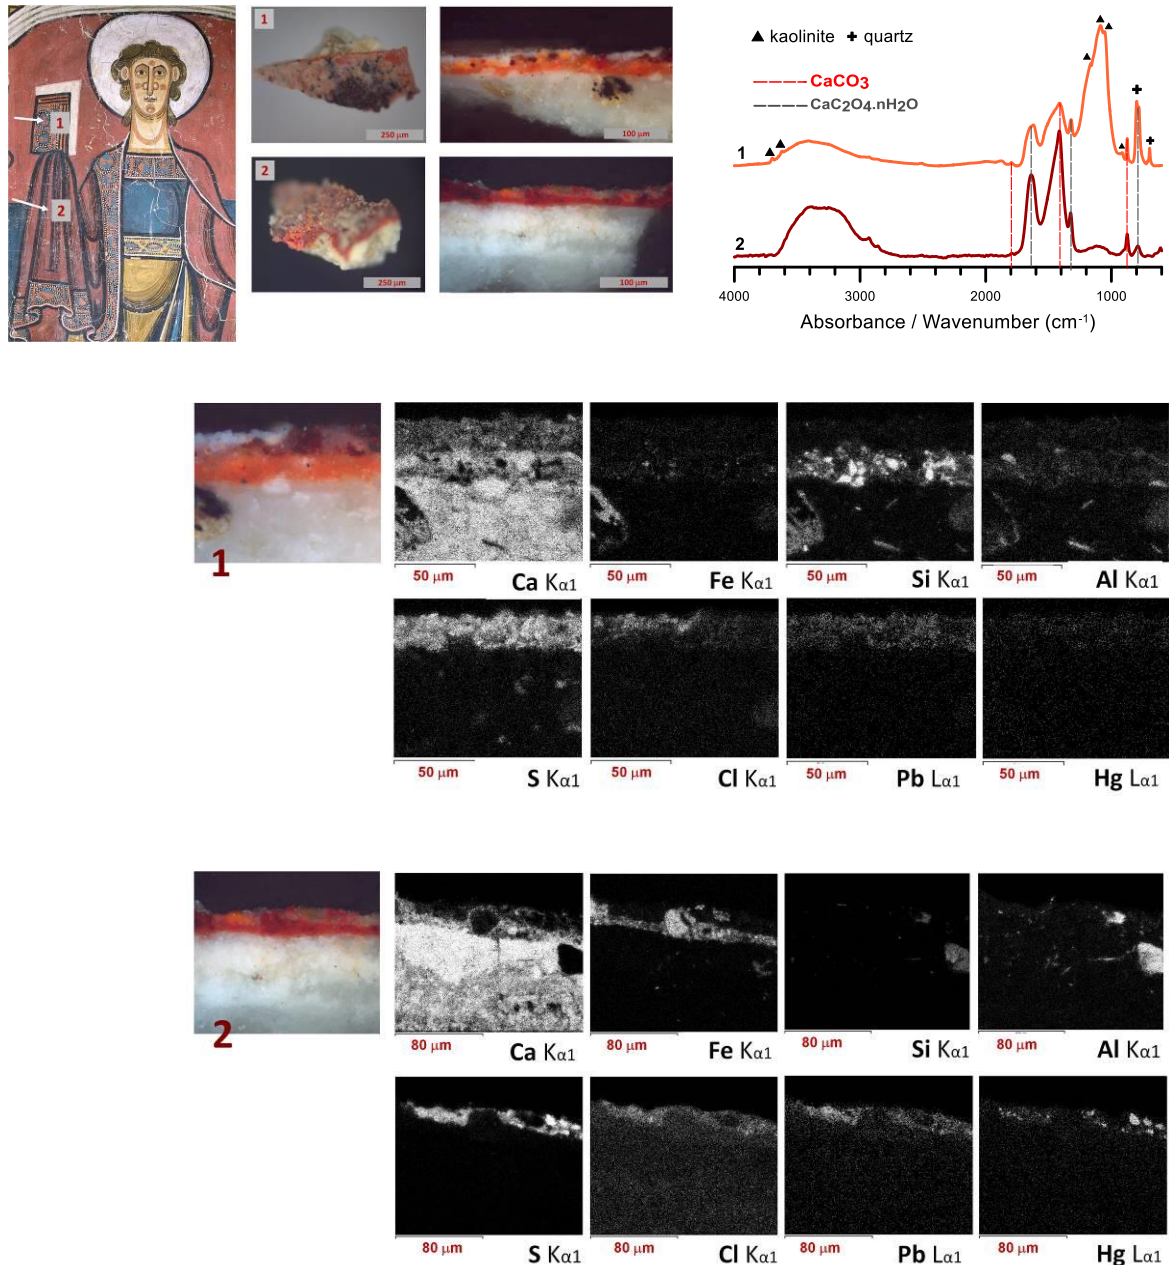 1
2
1
250 µm
100 µm
2
250 µm
100 µm
▲ kaolinite ✚ quartz
CaCO3
CaC2O4.nH2O
1
2
4000 3000 2000 1000
Absorbance / Wavenumber (cm-1)
1
50 µm 50 µm 50 µm 50 µm
Ca Kα1 Fe Kα1 Si Kα1 Al Kα1
50 µm 50 µm 50 µm 50 µm
S Kα1 Cl Kα1 Pb Lα1 Hg Lα1
2
80 µm 80 µm 80 µm 80 µm
Ca Kα1 Fe Kα1 Si Kα1 Al Kα1
80 µm 80 µm 80 µm 80 µm
S Kα1 Cl Kα1 Pb Lα1 Hg Lα1